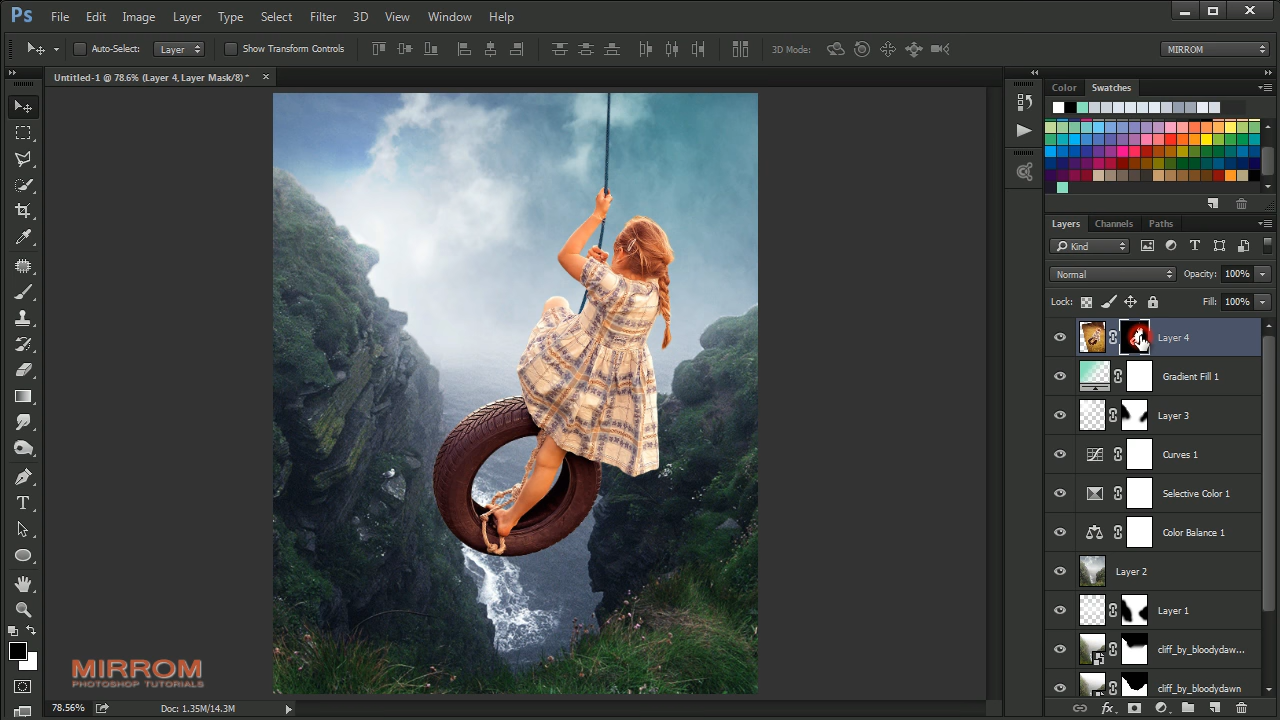 Ps File Edit Image Layer Type Select Filter 3D View Window Help
Auto-Select: Layer Show Transform Controls 3D Mode: MIRROM
Untitled-1 @ 78.6% (Layer 4, Layer Mask/8) * ×
Color Swatches
Layers Channels Paths
Kind
Normal Opacity: 100%
Lock: Fill: 100%
Layer 4
Gradient Fill 1
Layer 3
Curves 1
Selective Color 1
Color Balance 1
Layer 2
Layer 1
cliff_by_bloodydaw...
cliff_by_bloodydawn
MIRROM
PHOTOSHOP TUTORIALS
78.56% Doc: 1.35M/14.3M